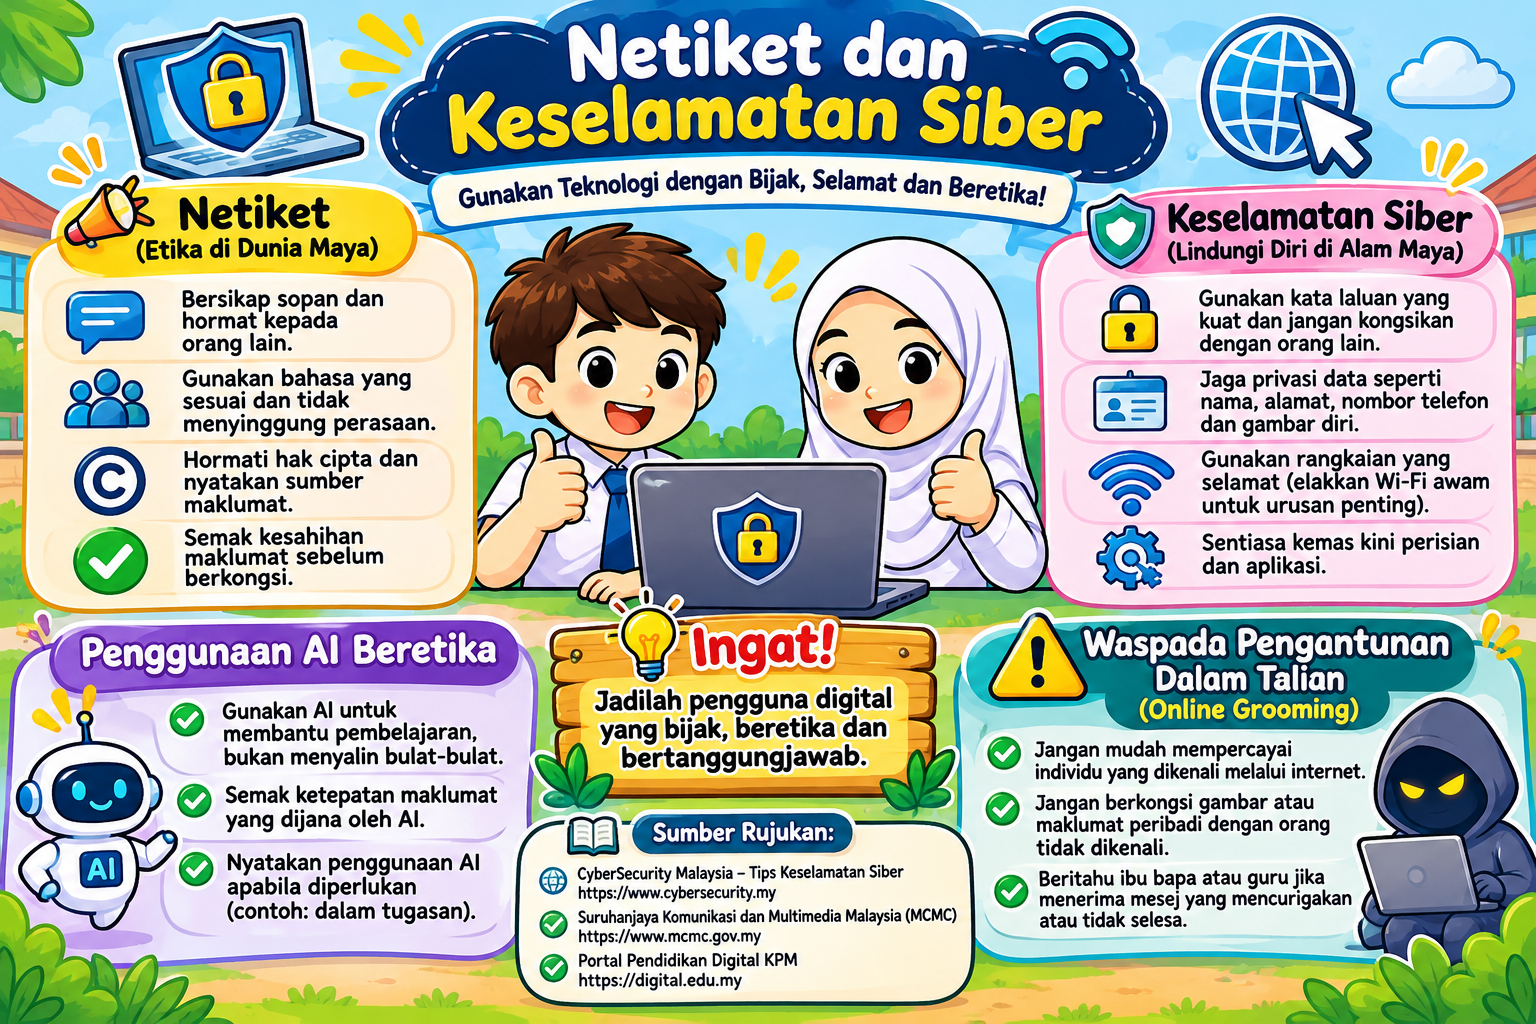 Netiket dan
Keselamatan Siber
Gunakan Teknologi dengan Bijak, Selamat dan Beretika!
Netiket
(Etika di Dunia Maya)
Bersikap sopan dan
hormat kepada
orang lain.
Gunakan bahasa yang
sesuai dan tidak
menyinggung perasaan.
Hormati hak cipta dan
nyatakan sumber
maklumat.
Semak kesahihan
maklumat sebelum
berkongsi.
Keselamatan Siber
(Lindungi Diri di Alam Maya)
Gunakan kata laluan yang
kuat dan jangan kongsikan
dengan orang lain.
Jaga privasi data seperti
nama, alamat, nombor telefon
dan gambar diri.
Gunakan rangkaian yang
selamat (elakkan Wi-Fi awam
untuk urusan penting).
Sentiasa kemas kini perisian
dan aplikasi.
Penggunaan AI Beretika
Gunakan AI untuk
membantu pembelajaran,
bukan menyalin bulat-bulat.
Semak ketepatan maklumat
yang dijana oleh AI.
Nyatakan penggunaan AI
apabila diperlukan
(contoh: dalam tugasan).
AI
Ingat!
Jadilah pengguna digital
yang bijak, beretika dan
bertanggungjawab.
Sumber Rujukan:
CyberSecurity Malaysia – Tips Keselamatan Siber
https://www.cybersecurity.my
Suruhanjaya Komunikasi dan Multimedia Malaysia (MCMC)
https://www.mcmc.gov.my
Portal Pendidikan Digital KPM
https://digital.edu.my
Waspada Pengantunan
Dalam Talian
(Online Grooming)
Jangan mudah mempercayai
individu yang dikenali melalui internet.
Jangan berkongsi gambar atau
maklumat peribadi dengan orang
tidak dikenali.
Beritahu ibu bapa atau guru jika
menerima mesej yang mencurigakan
atau tidak selesa.